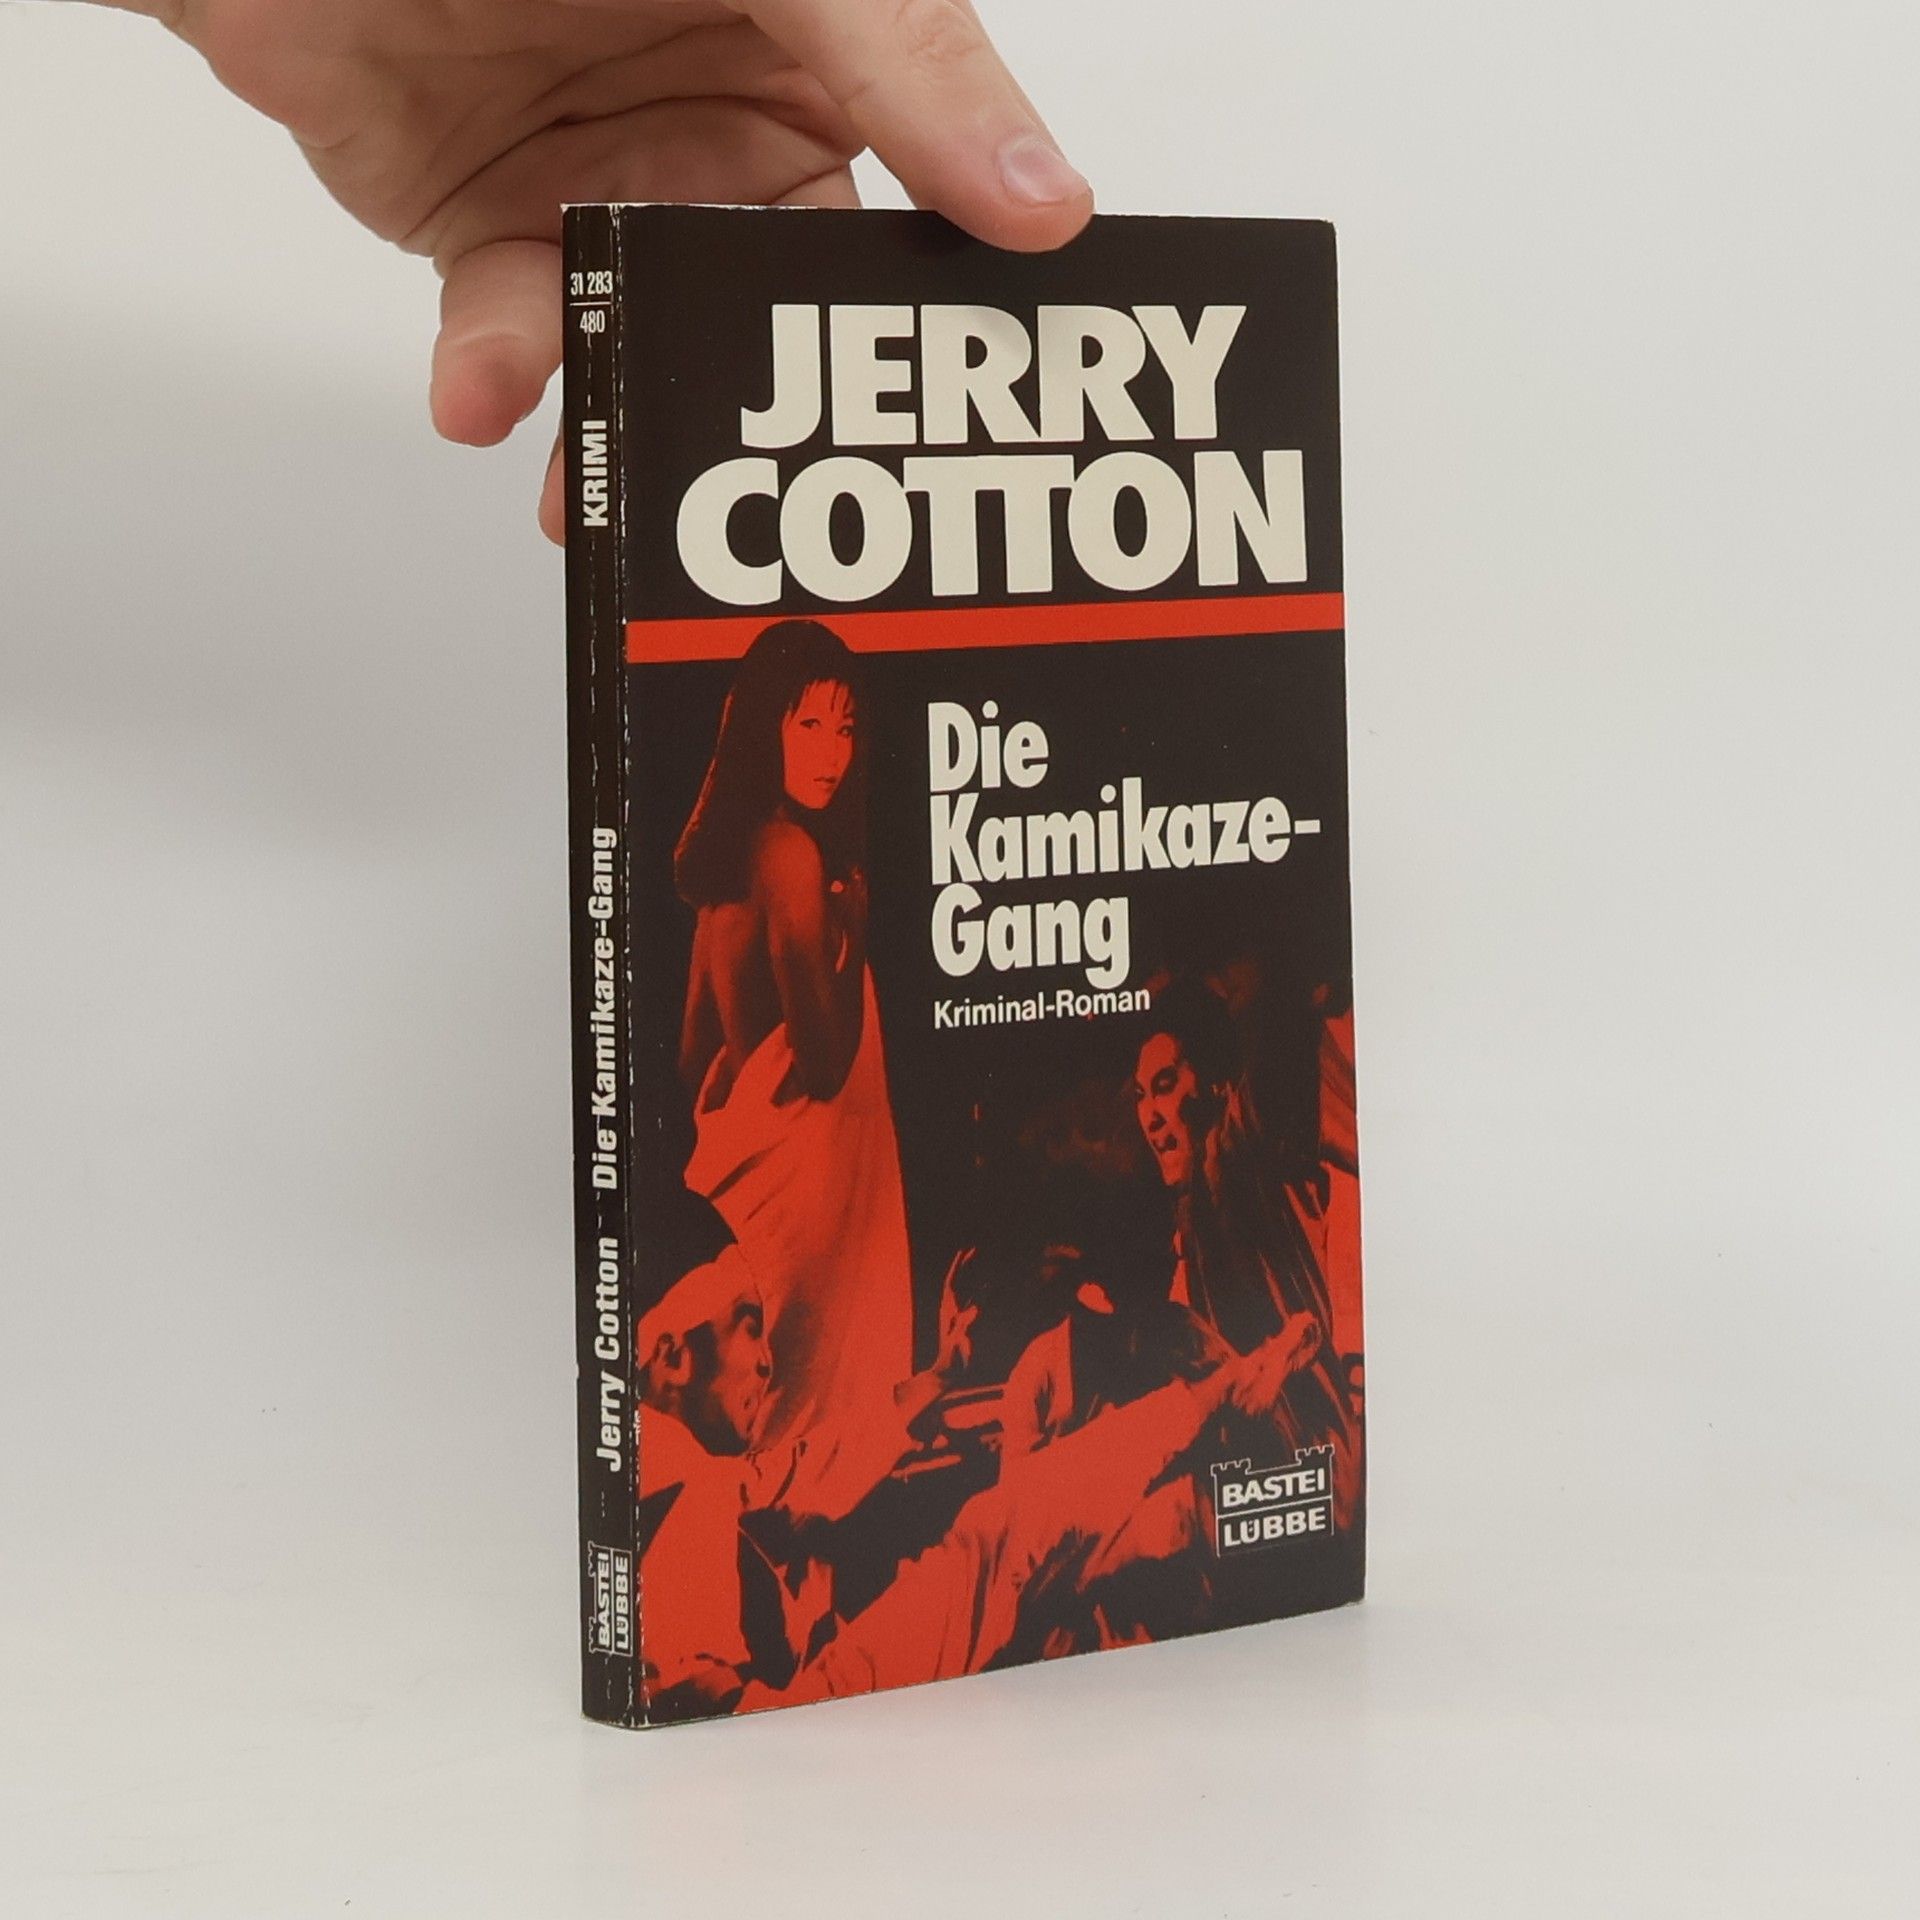 31 283
480
KRIMI
Jerry Cotton Die Kamikaze-Gang
BASTEI
LÜBBE
JERRY
COTTON
Die
Kamikaze-
Gang
Kriminal-Roman
BASTEI
LÜBBE